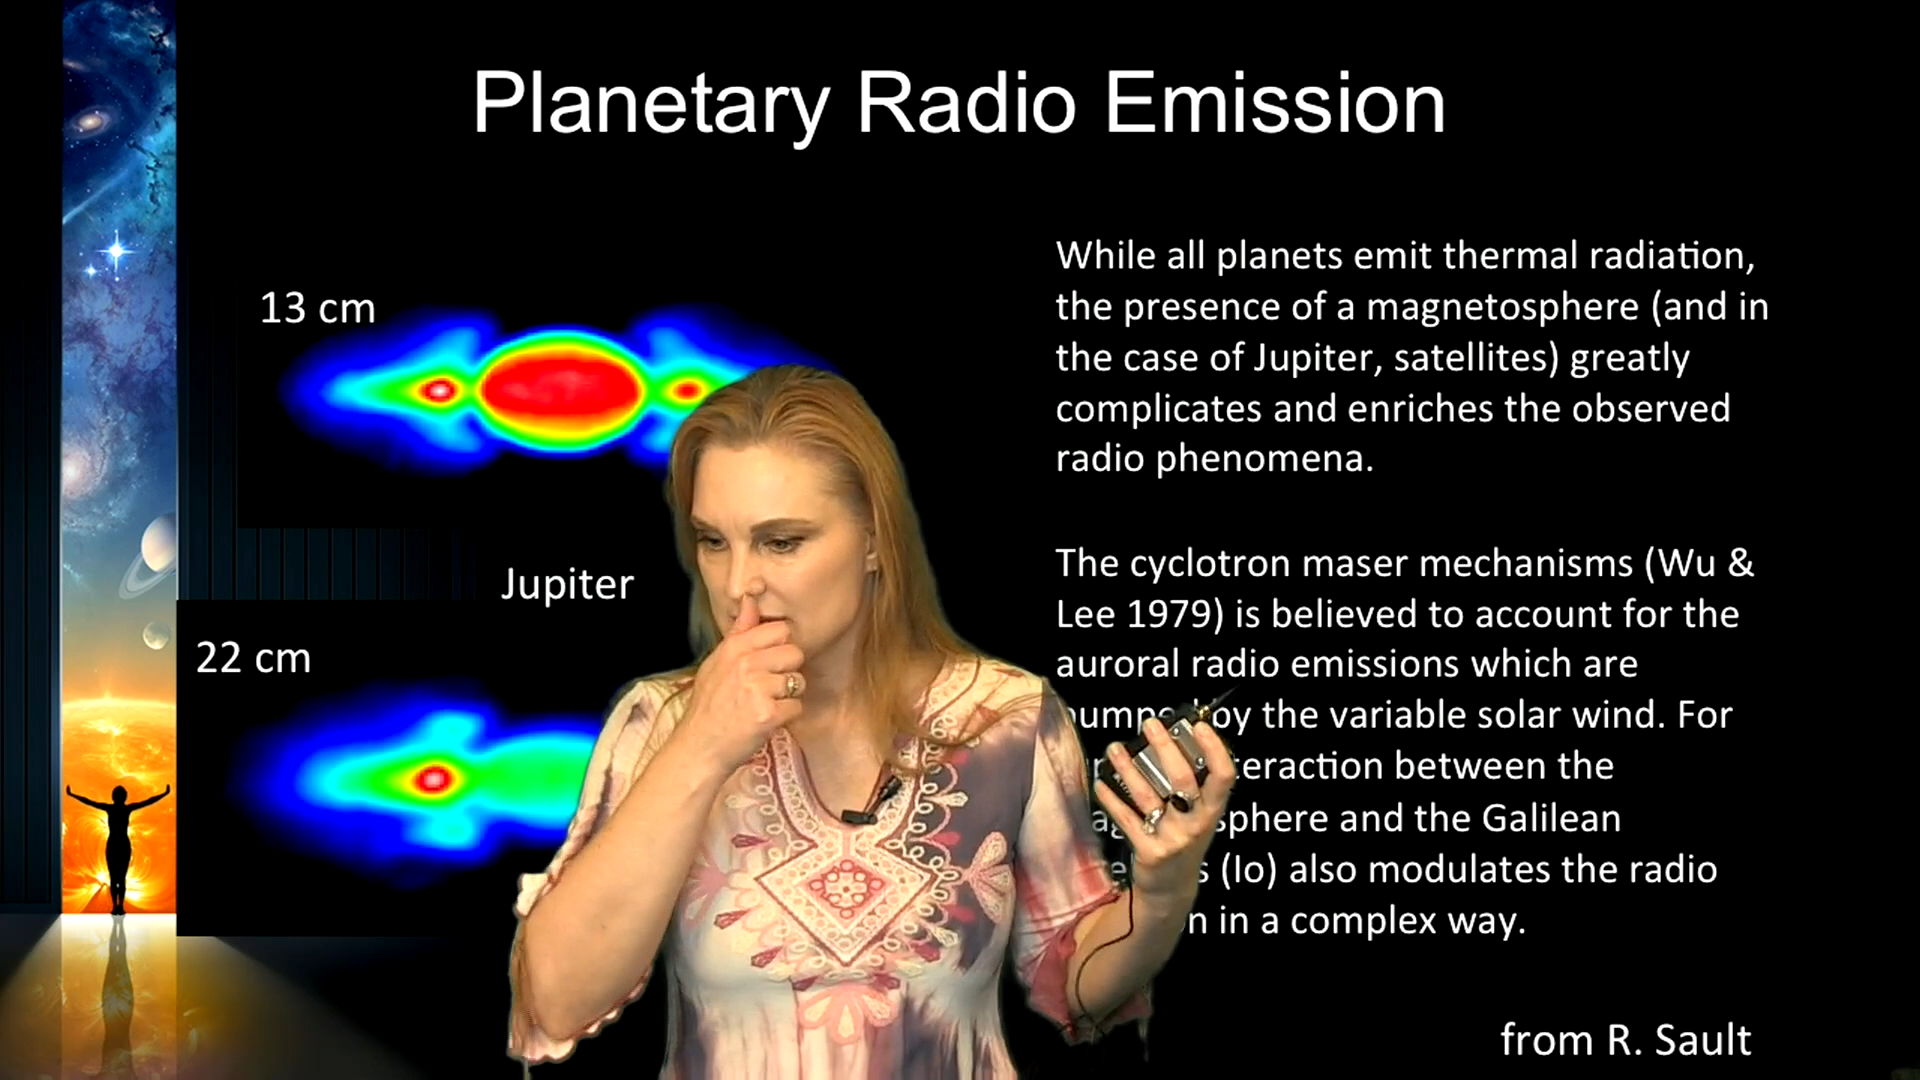 Planetary Radio Emission
13 cm
Jupiter
22 cm
While all planets emit thermal radiation,
the presence of a magnetosphere (and in
the case of Jupiter, satellites) greatly
complicates and enriches the observed
radio phenomena.
The cyclotron maser mechanisms (Wu &
Lee 1979) is believed to account for the
auroral radio emissions which are
by the variable solar wind. For
between the
and the Galilean
(Io) also modulates the radio
in a complex way.
from R. Sault